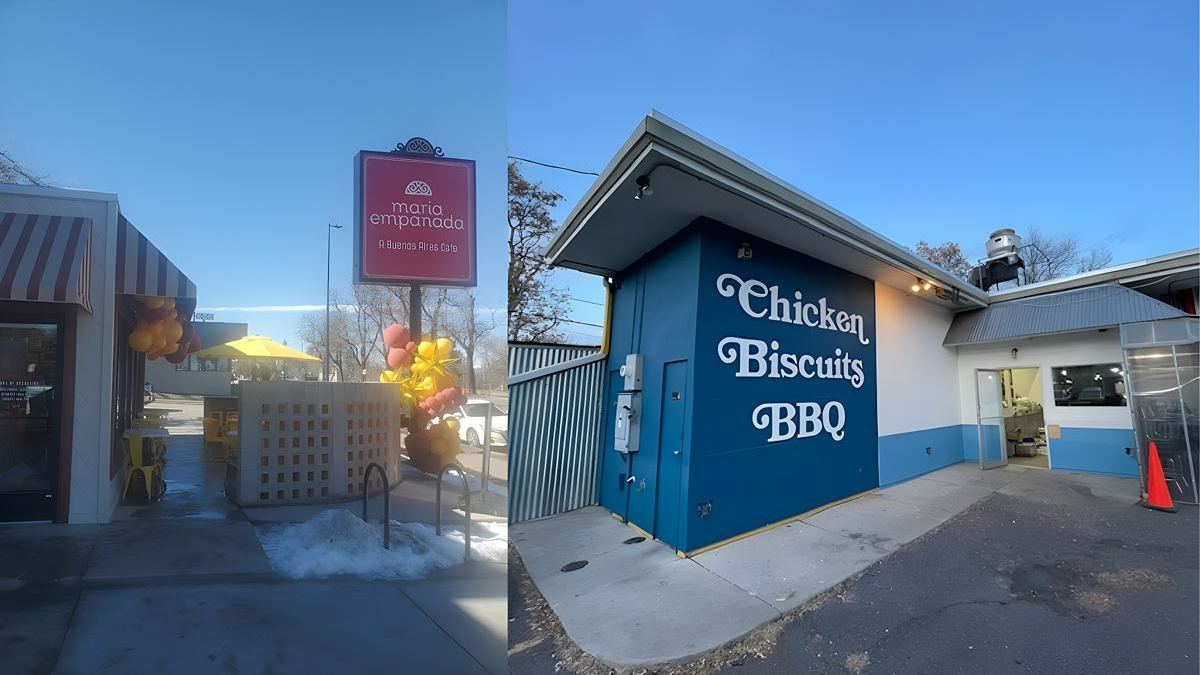 maria
empanada
A Buenos Aires Cafe
Chicken
Biscuits
BBQ